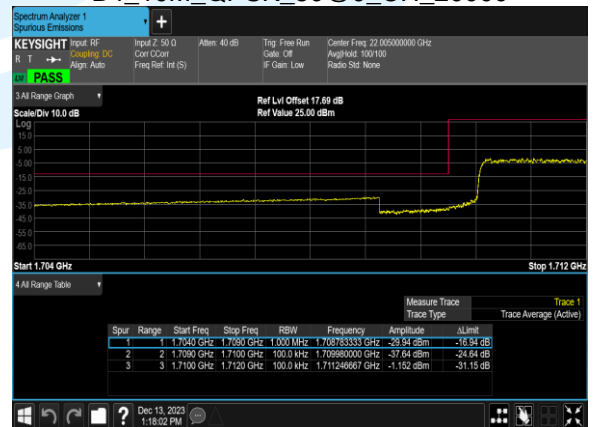 Spectrum Analyzer 1
Spurious Emissions
+
KEYSIGHT Input: RF
R T Coupling: DC
Align: Auto
LV PASS
Input Z: 50 Ω
Corr CCorr
Freq Ref: Int (S)
Atten: 40 dB
Trig: Free Run
Gate: Off
IF Gain: Low
Center Freq: 22.005000000 GHz
Avg|Hold: 100/100
Radio Std: None
3 All Range Graph
Scale/Div 10.0 dB
Ref Lvl Offset 17.69 dB
Ref Value 25.00 dBm
Log
15.0
5.00
-5.00
-15.0
-25.0
-35.0
-45.0
-55.0
-65.0
Start 1.704 GHz
Stop 1.712 GHz
4 All Range Table
Measure Trace Trace 1
Trace Type Trace Average (Active)
Spur Range Start Freq Stop Freq RBW Frequency Amplitude ΔLimit
1 1 1.7040 GHz 1.7090 GHz 1.000 MHz 1.708783333 GHz -29.94 dBm -16.94 dB
2 2 1.7090 GHz 1.7100 GHz 100.0 kHz 1.709980000 GHz -37.64 dBm -24.64 dB
3 3 1.7100 GHz 1.7120 GHz 100.0 kHz 1.711246667 GHz -1.152 dBm -31.15 dB
?
Dec 13, 2023
1:18:02 PM